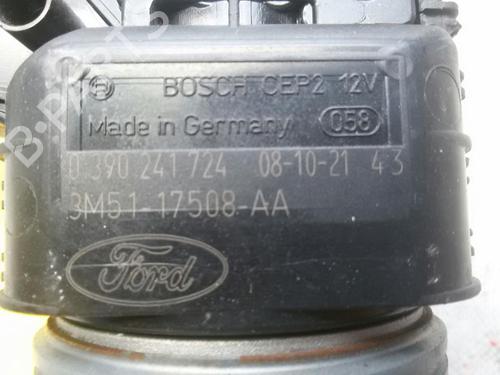 BOSCH CEP2 12V
Made in Germany 058
0 390 241 724 08-10-21 43
3M51-17508-AA
Ford
B-PARTS